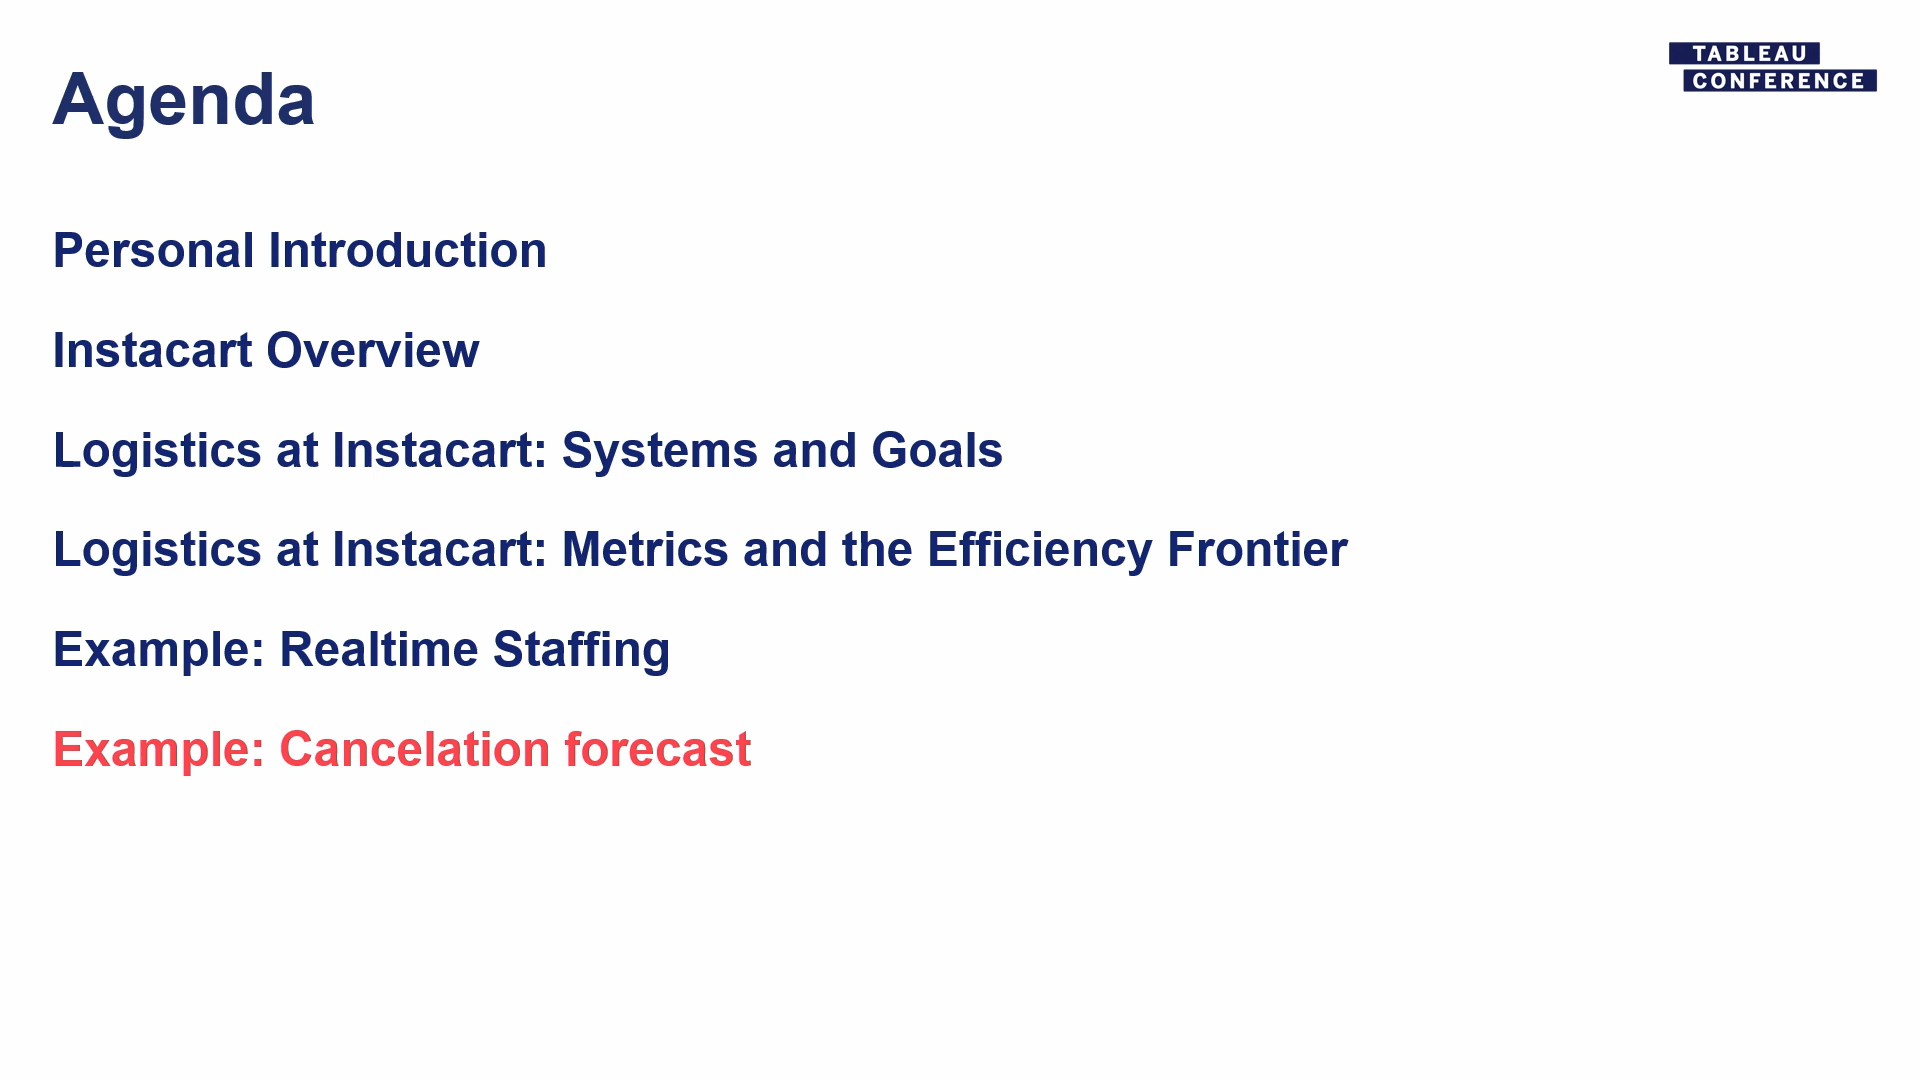 Agenda
TABLEAU
CONFERENCE
Personal Introduction
Instacart Overview
Logistics at Instacart: Systems and Goals
Logistics at Instacart: Metrics and the Efficiency Frontier
Example: Realtime Staffing
Example: Cancelation forecast